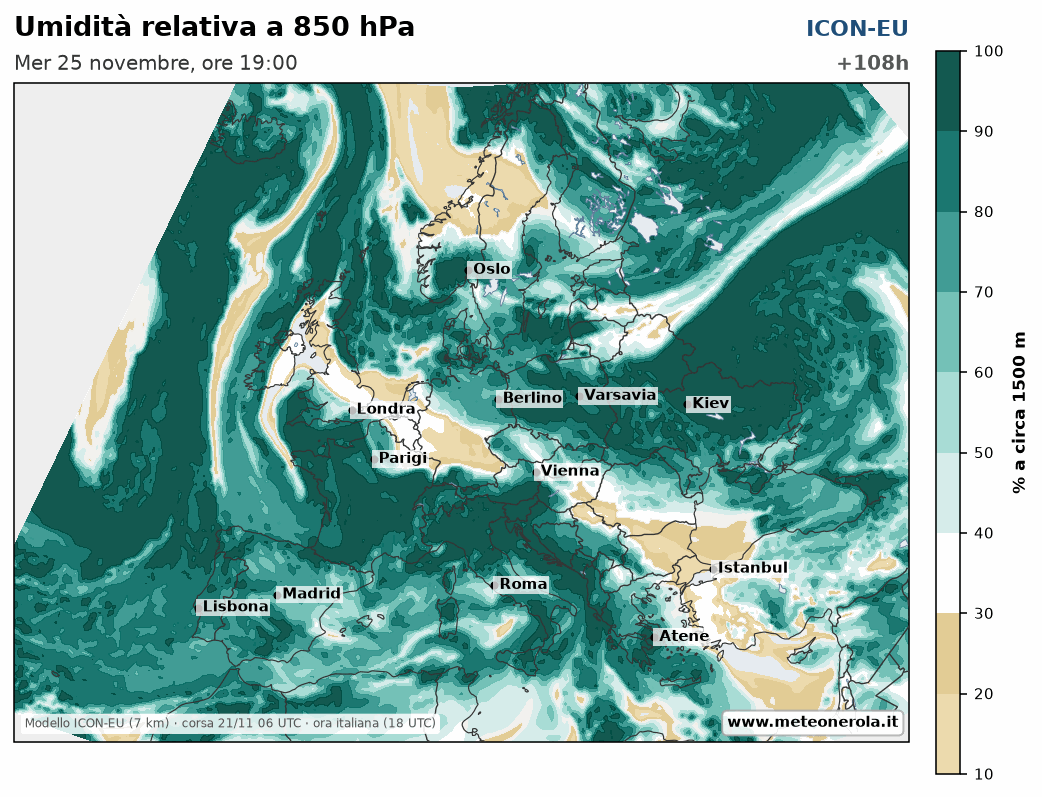 Umidità relativa a 850 hPa
ICON-EU
Mer 25 novembre, ore 19:00
+108h
100
90
80
70
60
50
40
30
20
10
% a circa 1500 m
Oslo
Berlino
Varsavia
Kiev
Londra
Parigi
Vienna
Istanbul
Roma
Madrid
Lisbona
Atene
Modello ICON-EU (7 km) · corsa 21/11 06 UTC · ora italiana (18 UTC)
www.meteonerola.it